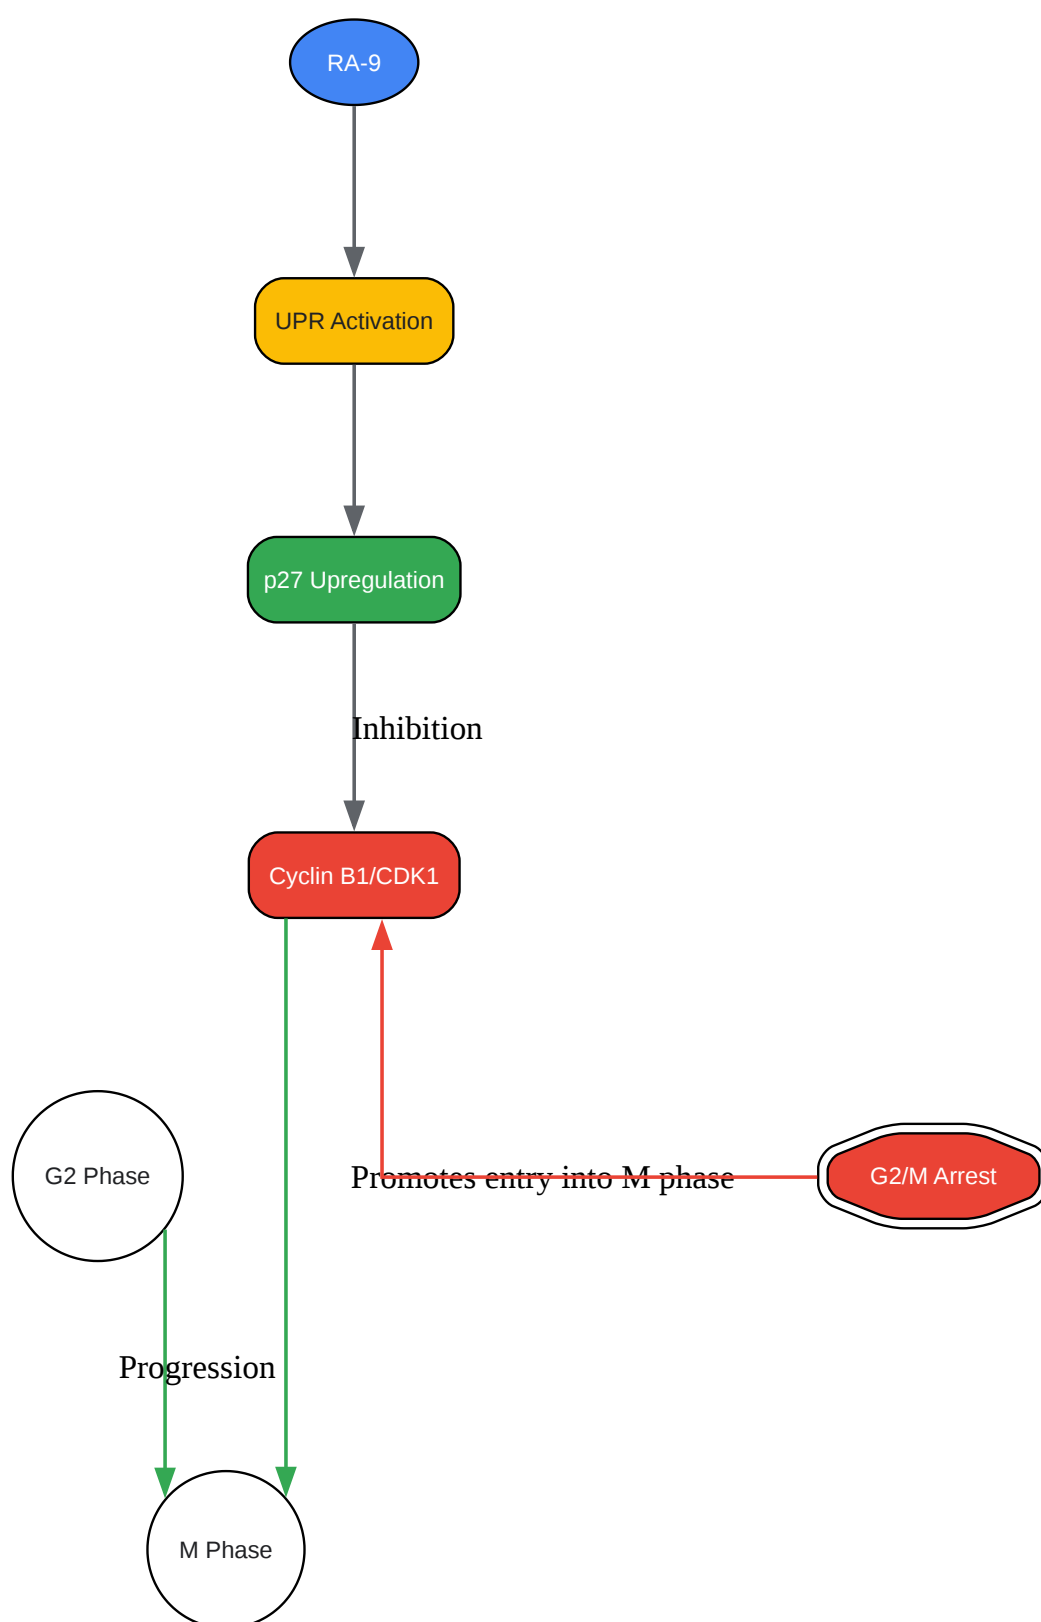 RA-9
UPR Activation
p27 Upregulation
Inhibition
Cyclin B1/CDK1
G2 Phase
Promotes entry into M phase
G2/M Arrest
Progression
M Phase